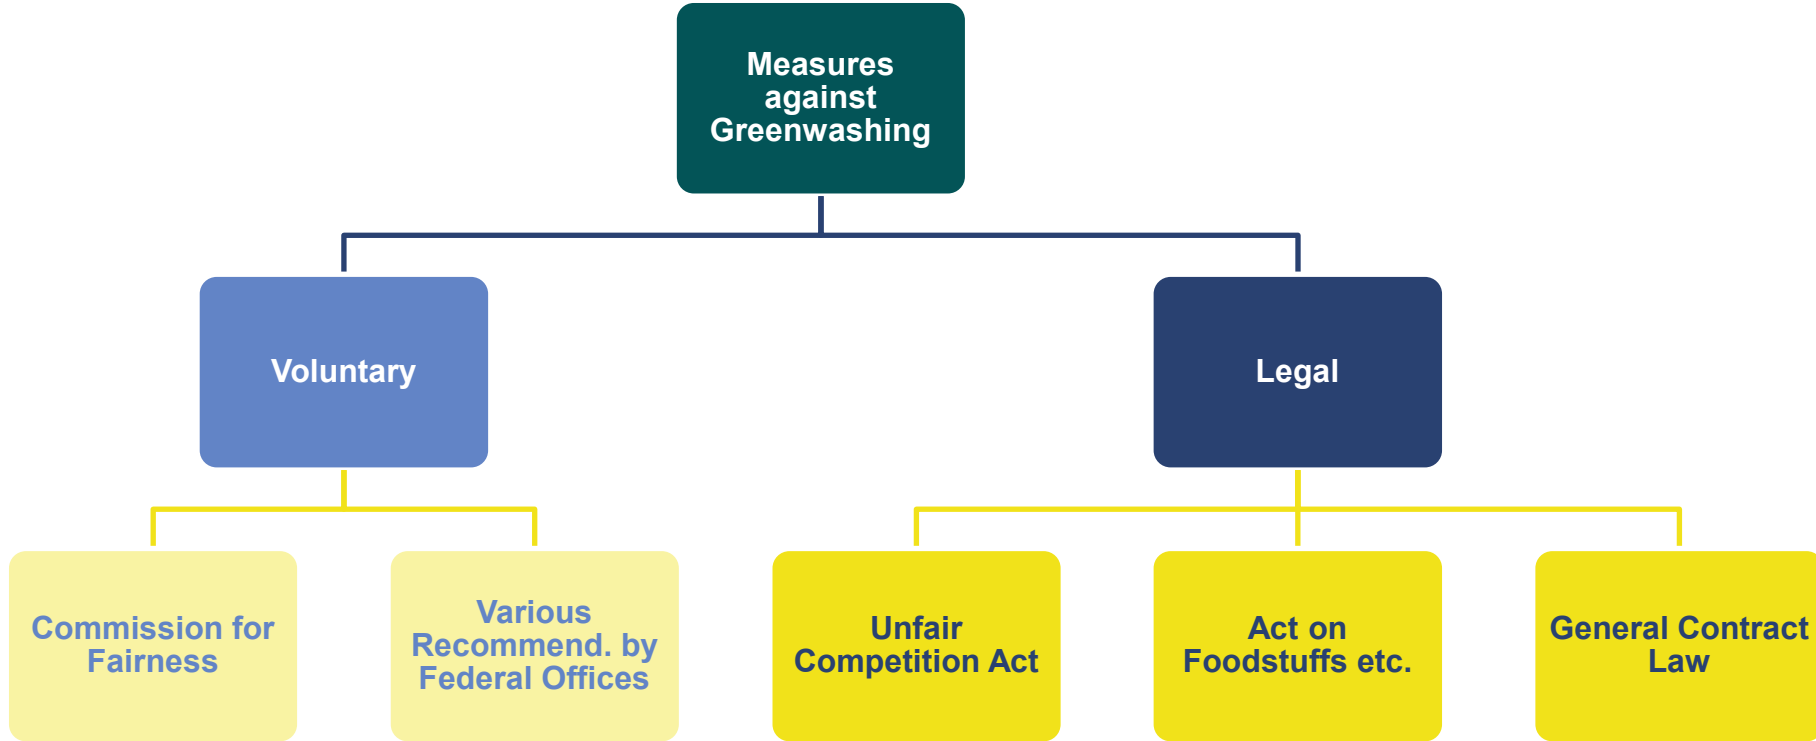 Measures
against
Greenwashing
Voluntary
Legal
Commission for
Fairness
Various
Recommend. by
Federal Offices
Unfair
Competition Act
Act on
Foodstuffs etc.
General Contract
Law